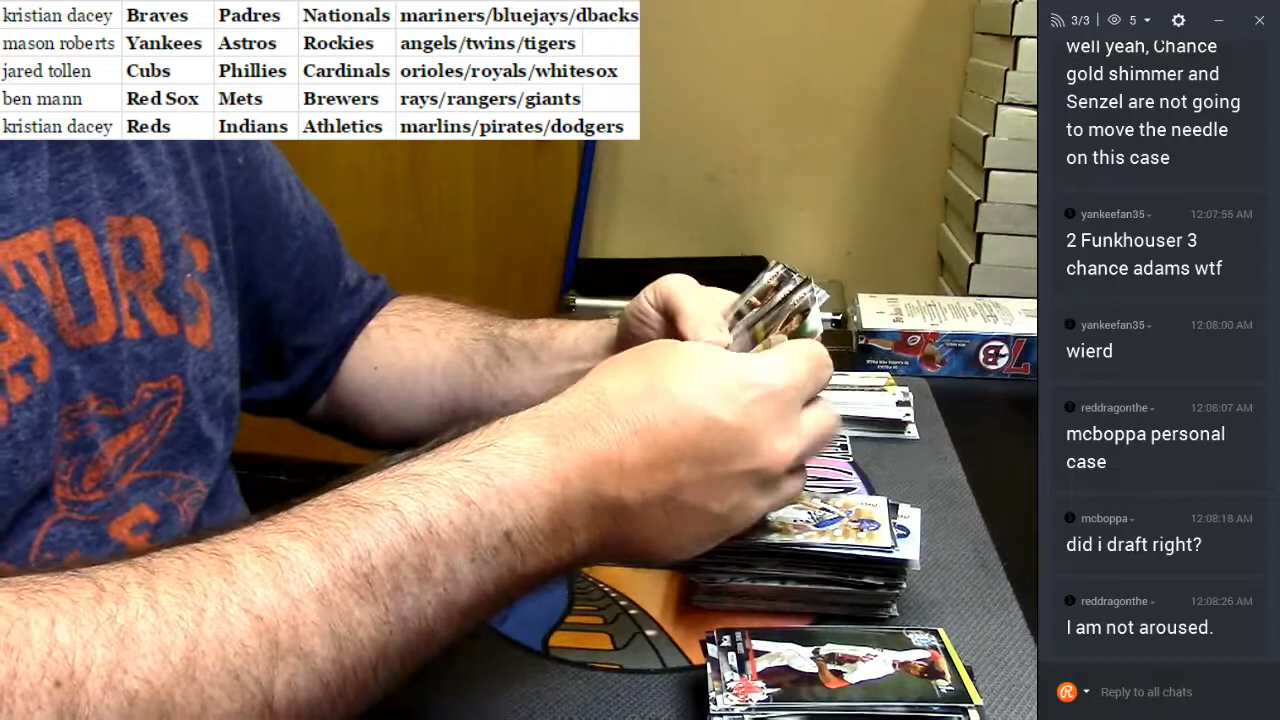 kristian dacey Braves Padres Nationals mariners/bluejays/dbacks
mason roberts Yankees Astros Rockies angels/twins/tigers
jared tollen Cubs Phillies Cardinals orioles/royals/whitesox
ben mann Red Sox Mets Brewers rays/rangers/giants
kristian dacey Reds Indians Athletics marlins/pirates/dodgers
3/3 5
well yeah, Chance
gold shimmer and
Senzel are not going
to move the needle
on this case
yankeefan35 12:07:55 AM
2 Funkhouser 3
chance adams wtf
yankeefan35 12:08:00 AM
wierd
reddragonthe 12:06:07 AM
mcboppa personal
case
mcboppa 12:08:18 AM
did i draft right?
reddragonthe 12:08:26 AM
I am not aroused.
Reply to all chats